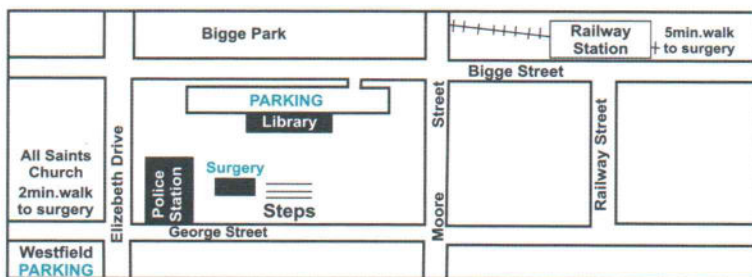 Bigge Park
Railway
Station
5min.walk
to surgery
Bigge Street
PARKING
Library
Street
Moore
Railway Street
All Saints
Church
2min.walk
to surgery
Elizebeth Drive
Police
Station
Surgery
Steps
George Street
Westfield
PARKING